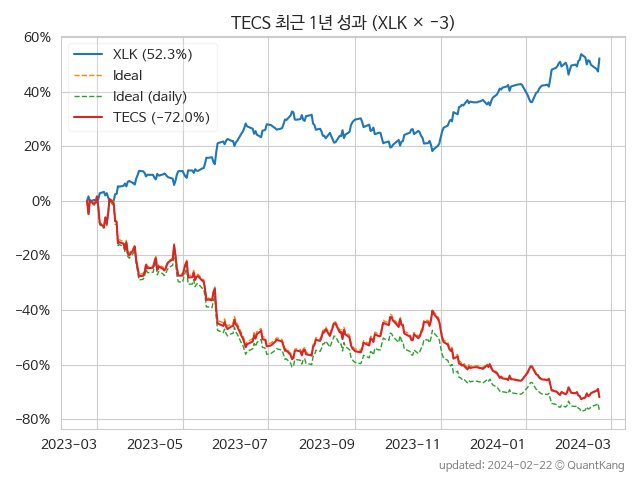 TECS 최근 1년 성과 (XLK × −3)
XLK (52.3%)
Ideal
Ideal (daily)
TECS (−72.0%)
60%
40%
20%
0%
−20%
−40%
−60%
−80%
2023−03 2023−05 2023−07 2023−09 2023−11 2024−01 2024−03
updated: 2024−02−22 © QuantKang